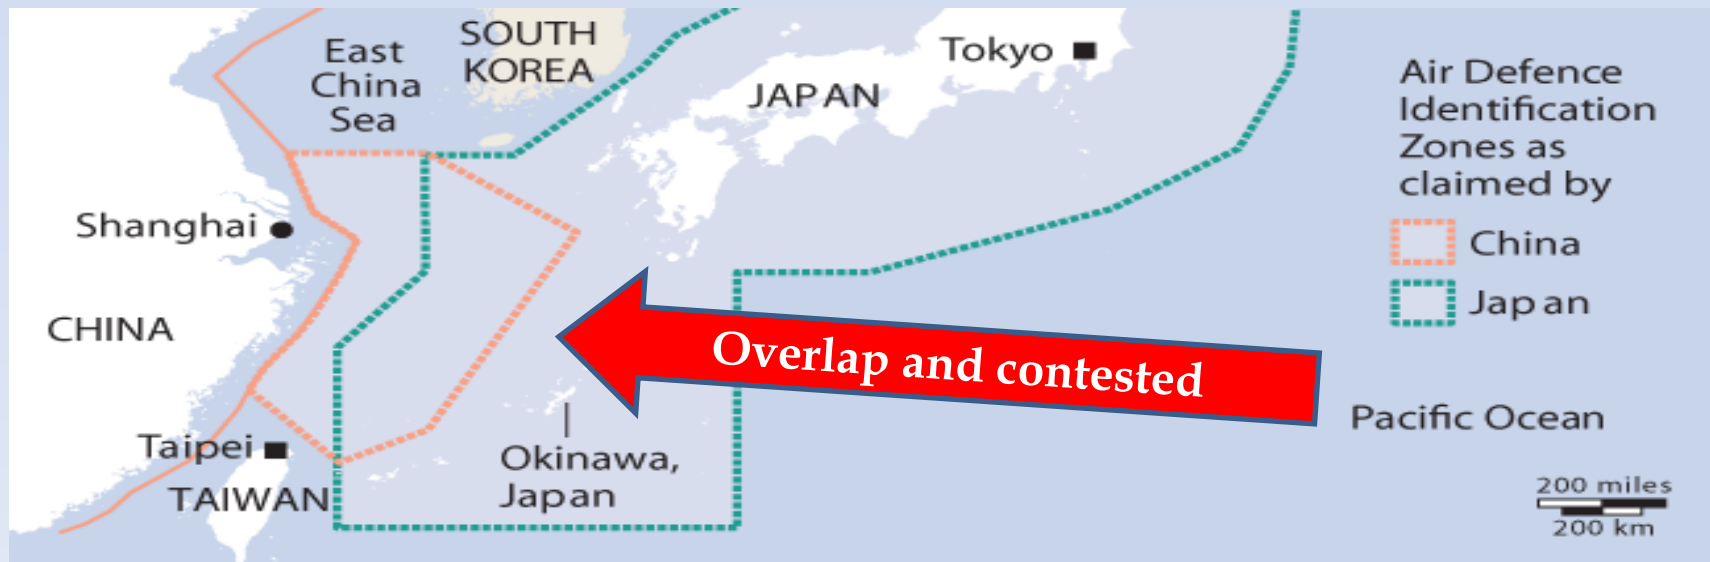 East
China
Sea
SOUTH
KOREA
Tokyo
JAPAN
Air Defence
Identification
Zones as
claimed by
China
Japan
Shanghai
CHINA
Overlap and contested
Pacific Ocean
Taipei
TAIWAN
Okinawa,
Japan
200 miles
200 km